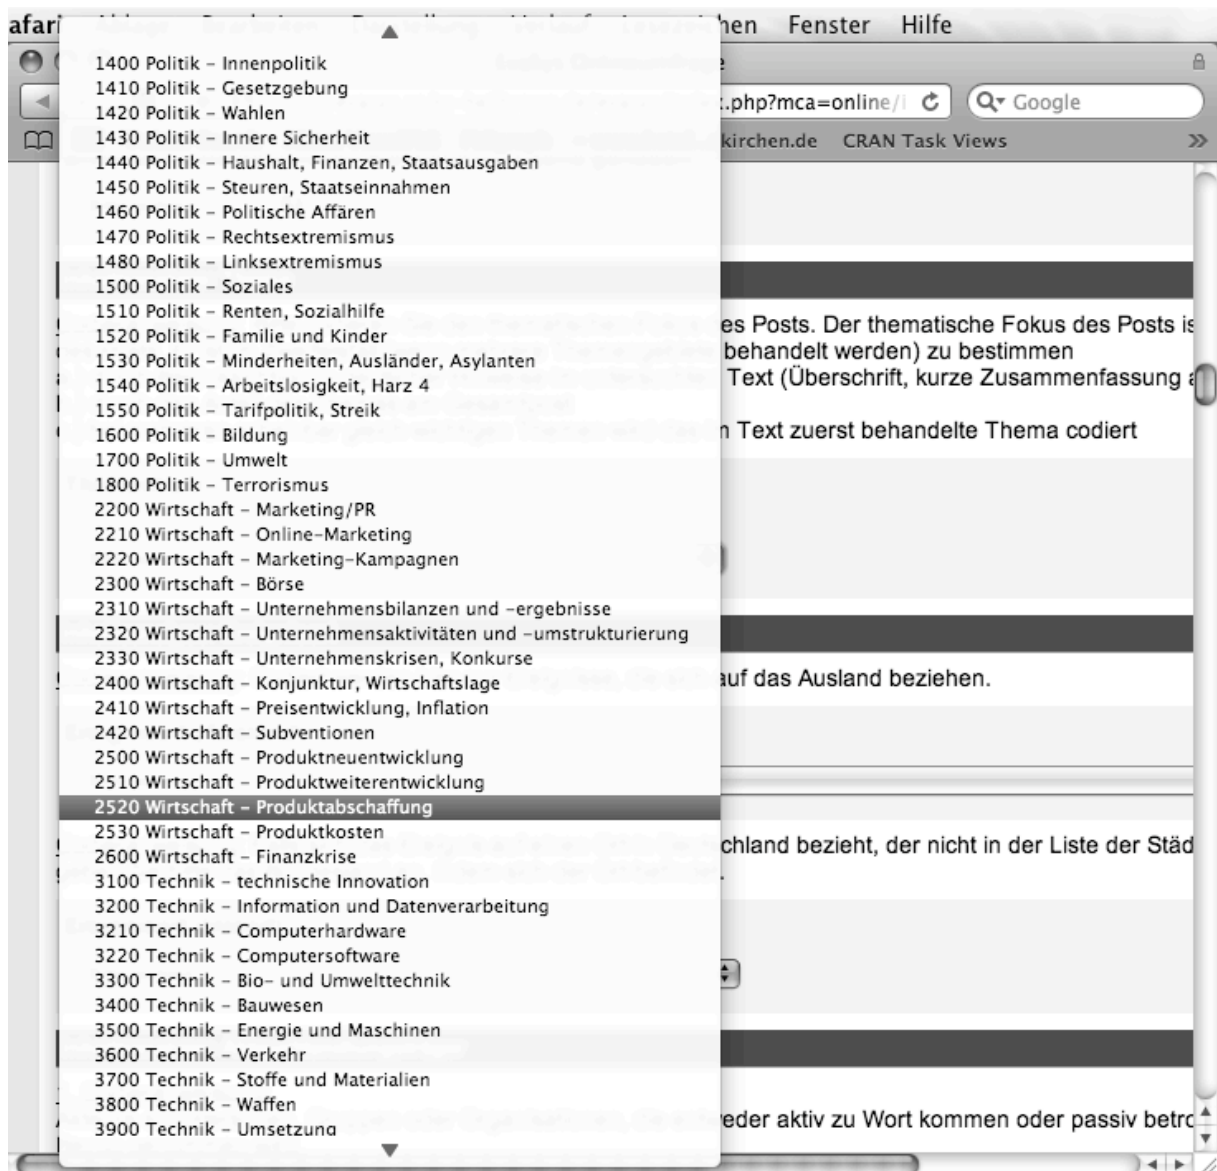 afari
hen Fenster Hilfe
.php?mca=online/i
Google
kirchen.de CRAN Task Views
1400 Politik – Innenpolitik
1410 Politik – Gesetzgebung
1420 Politik – Wahlen
1430 Politik – Innere Sicherheit
1440 Politik – Haushalt, Finanzen, Staatsausgaben
1450 Politik – Steuren, Staatseinnahmen
1460 Politik – Politische Affären
1470 Politik – Rechtsextremismus
1480 Politik – Linksextremismus
1500 Politik – Soziales
1510 Politik – Renten, Sozialhilfe
1520 Politik – Familie und Kinder
1530 Politik – Minderheiten, Ausländer, Asylanten
1540 Politik – Arbeitslosigkeit, Harz 4
1550 Politik – Tarifpolitik, Streik
1600 Politik – Bildung
1700 Politik – Umwelt
1800 Politik – Terrorismus
2200 Wirtschaft – Marketing/PR
2210 Wirtschaft – Online-Marketing
2220 Wirtschaft – Marketing-Kampagnen
2300 Wirtschaft – Börse
2310 Wirtschaft – Unternehmensbilanzen und -ergebnisse
2320 Wirtschaft – Unternehmensaktivitäten und -umstrukturierung
2330 Wirtschaft – Unternehmenskrisen, Konkurse
2400 Wirtschaft – Konjunktur, Wirtschaftslage
2410 Wirtschaft – Preisentwicklung, Inflation
2420 Wirtschaft – Subventionen
2500 Wirtschaft – Produktneuentwicklung
2510 Wirtschaft – Produktweiterentwicklung
2520 Wirtschaft – Produktabschaffung
2530 Wirtschaft – Produktkosten
2600 Wirtschaft – Finanzkrise
3100 Technik – technische Innovation
3200 Technik – Information und Datenverarbeitung
3210 Technik – Computerhardware
3220 Technik – Computersoftware
3300 Technik – Bio- und Umwelttechnik
3400 Technik – Bauwesen
3500 Technik – Energie und Maschinen
3600 Technik – Verkehr
3700 Technik – Stoffe und Materialien
3800 Technik – Waffen
3900 Technik – Umsetzung
es Posts. Der thematische Fokus des Posts is
behandelt werden) zu bestimmen
Text (Überschrift, kurze Zusammenfassung a
n Text zuerst behandelte Thema codiert
auf das Ausland beziehen.
chland bezieht, der nicht in der Liste der Städ
eder aktiv zu Wort kommen oder passiv betro